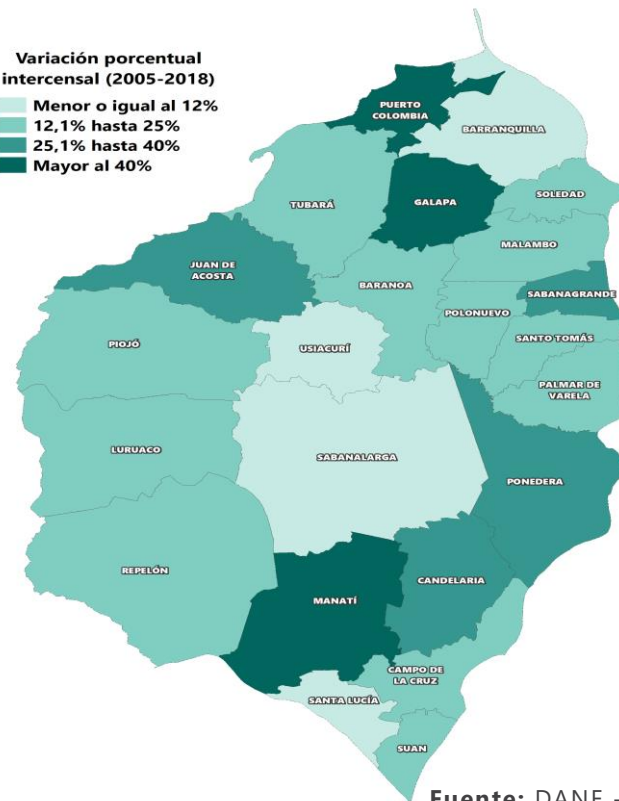 Variación porcentual
intercensal (2005-2018)
Menor o igual al 12%
12,1% hasta 25%
25,1% hasta 40%
Mayor al 40%
PUERTO
COLOMBIA
BARRANQUILLA
TUBARÁ
GALAPA
SOLEDAD
MALAMBO
JUAN DE
ACOSTA
BARANOA
SABANAGRANDE
POLONUEVO
PIOJÓ
USIACURÍ
SANTO TOMÁS
PALMAR DE
VARELA
LURUACO
SABANALARGA
PONEDERA
REPELÓN
CANDELARIA
MANATÍ
CAMPO DE
LA CRUZ
SANTA LUCÍA
SUAN
Fuente: DANE -